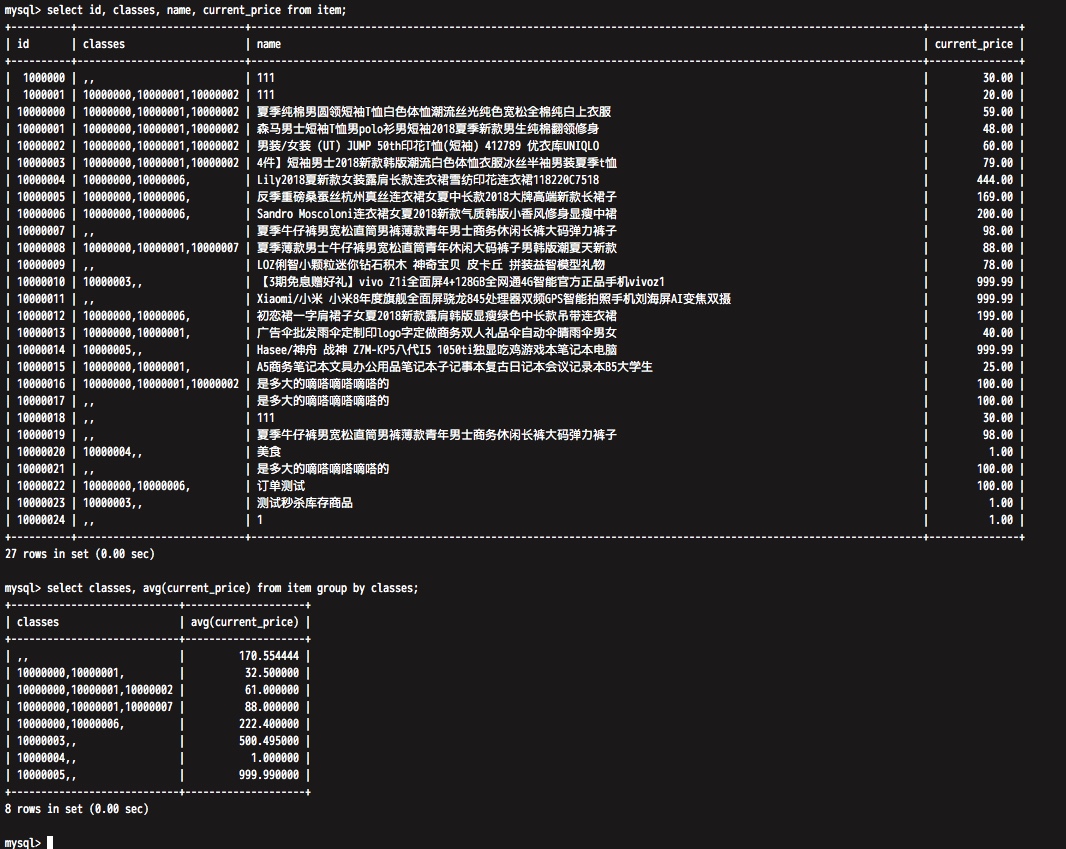 mysql> select id, classes, name, current_price from item;
+----------+----------------------------+-----------------------------------------------------------------------------------------------------------------+---------------+
| id | classes | name | current_price |
+----------+----------------------------+-----------------------------------------------------------------------------------------------------------------+---------------+
| 1000000 | ,, | 111 | 30.00 |
| 1000001 | 10000000,10000001,10000002 | 111 | 20.00 |
| 10000000 | 10000000,10000001,10000002 | 夏季纯棉男圆领短袖T恤白色体恤潮流丝光纯色宽松全棉纯白上衣服 | 59.00 |
| 10000001 | 10000000,10000001,10000002 | 森马男士短袖T恤男polo衫男短袖2018夏季新款男生纯棉翻领修身 | 48.00 |
| 10000002 | 10000000,10000001,10000002 | 男装/女装 (UT) JUMP 50th印花T恤(短袖) 412789 优衣库UNIQLO | 60.00 |
| 10000003 | 10000000,10000001,10000002 | 4件】短袖男士2018新款韩版潮流白色体恤衣服冰丝半袖男装夏季t恤 | 79.00 |
| 10000004 | 10000000,10000006, | Lily2018夏新款女装露肩长款连衣裙雪纺印花连衣裙118220C7518 | 444.00 |
| 10000005 | 10000000,10000006, | 反季重磅桑蚕丝杭州真丝连衣裙女夏中长款2018大牌高端新款长裙子 | 169.00 |
| 10000006 | 10000000,10000006, | Sandro Moscoloni连衣裙女夏2018新款气质韩版小香风修身显瘦中裙 | 200.00 |
| 10000007 | ,, | 夏季牛仔裤男宽松直筒男裤薄款青年男士商务休闲长裤大码弹力裤子 | 98.00 |
| 10000008 | 10000000,10000001,10000007 | 夏季薄款男士牛仔裤男宽松直筒青年休闲大码裤子男韩版潮夏天新款 | 88.00 |
| 10000009 | ,, | LOZ俐智小颗粒迷你钻石积木 神奇宝贝 皮卡丘 拼装益智模型礼物 | 78.00 |
| 10000010 | 10000003,, | 【3期免息赠好礼】vivo Z1i全面屏4+128GB全网通4G智能官方正品手机vivoz1 | 999.99 |
| 10000011 | ,, | Xiaomi/小米 小米8年度旗舰全面屏骁龙845处理器双频GPS智能拍照手机刘海屏AI变焦双摄 | 999.99 |
| 10000012 | 10000000,10000006, | 初恋裙一字肩裙子女夏2018新款露肩韩版显瘦绿色中长款吊带连衣裙 | 199.00 |
| 10000013 | 10000000,10000001, | 广告伞批发雨伞定制印logo字定做商务双人礼品伞自动伞晴雨伞男女 | 40.00 |
| 10000014 | 10000005,, | Hasee/神舟 战神 Z7M-KP5八代I5 1050ti独显吃鸡游戏本笔记本电脑 | 999.99 |
| 10000015 | 10000000,10000001, | A5商务笔记本文具办公用品笔记本子记事本复古日记本会议记录本B5大学生 | 25.00 |
| 10000016 | 10000000,10000001,10000002 | 是多大的嘀嗒嘀嗒嘀嗒的 | 100.00 |
| 10000017 | ,, | 是多大的嘀嗒嘀嗒嘀嗒的 | 100.00 |
| 10000018 | ,, | 111 | 30.00 |
| 10000019 | ,, | 夏季牛仔裤男宽松直筒男裤薄款青年男士商务休闲长裤大码弹力裤子 | 98.00 |
| 10000020 | 10000004,, | 美食 | 1.00 |
| 10000021 | ,, | 是多大的嘀嗒嘀嗒嘀嗒的 | 100.00 |
| 10000022 | 10000000,10000006, | 订单测试 | 100.00 |
| 10000023 | 10000003,, | 测试秒杀库存商品 | 1.00 |
| 10000024 | ,, | 1 | 1.00 |
+----------+----------------------------+-----------------------------------------------------------------------------------------------------------------+---------------+
27 rows in set (0.00 sec)
mysql> select classes, avg(current_price) from item group by classes;
+----------------------------+--------------------+
| classes | avg(current_price) |
+----------------------------+--------------------+
| ,, | 170.554444 |
| 10000000,10000001, | 32.500000 |
| 10000000,10000001,10000002 | 61.000000 |
| 10000000,10000001,10000007 | 88.000000 |
| 10000000,10000006, | 222.400000 |
| 10000003,, | 500.495000 |
| 10000004,, | 1.000000 |
| 10000005,, | 999.990000 |
+----------------------------+--------------------+
8 rows in set (0.00 sec)
mysql>